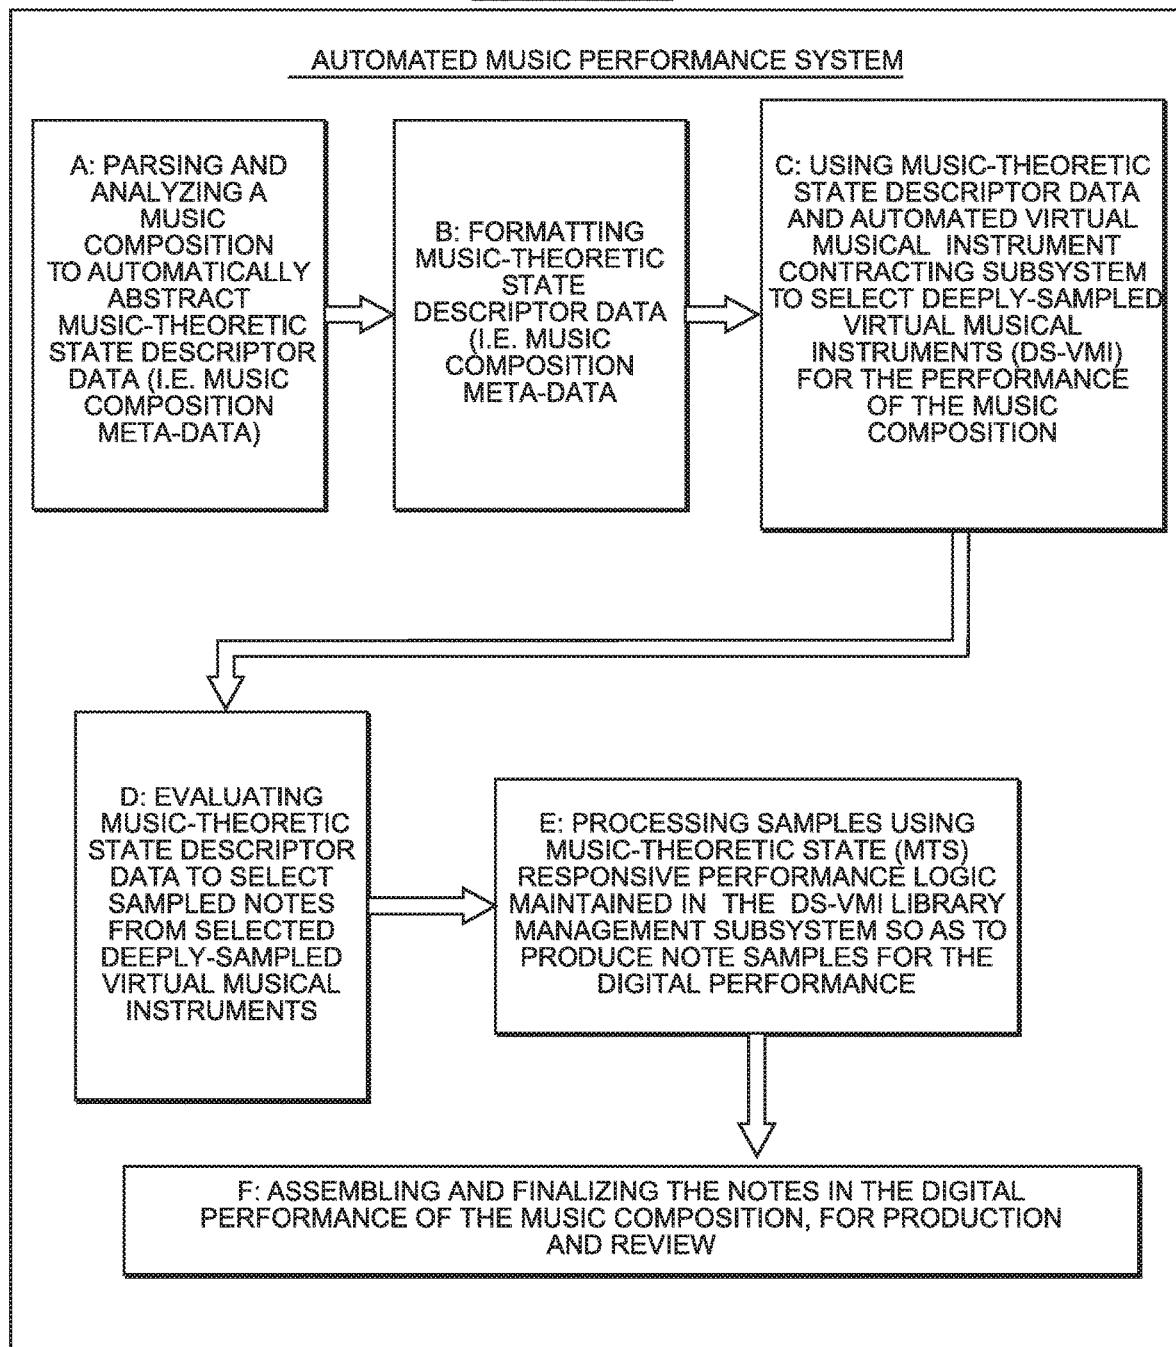 AUTOMATED MUSIC PERFORMANCE SYSTEM
A: PARSING AND
ANALYZING A
MUSIC
COMPOSITION
TO AUTOMATICALLY
ABSTRACT
MUSIC-THEORETIC
STATE DESCRIPTOR
DATA (I.E. MUSIC
COMPOSITION
META-DATA)
B: FORMATTING
MUSIC-THEORETIC
STATE
DESCRIPTOR DATA
(I.E. MUSIC
COMPOSITION
META-DATA
C: USING MUSIC-THEORETIC
STATE DESCRIPTOR DATA
AND AUTOMATED VIRTUAL
MUSICAL INSTRUMENT
CONTRACTING SUBSYSTEM
TO SELECT DEEPLY-SAMPLED
VIRTUAL MUSICAL
INSTRUMENTS (DS-VMI)
FOR THE PERFORMANCE
OF THE MUSIC
COMPOSITION
D: EVALUATING
MUSIC-THEORETIC
STATE DESCRIPTOR
DATA TO SELECT
SAMPLED NOTES
FROM SELECTED
DEEPLY-SAMPLED
VIRTUAL MUSICAL
INSTRUMENTS
E: PROCESSING SAMPLES USING
MUSIC-THEORETIC STATE (MTS)
RESPONSIVE PERFORMANCE LOGIC
MAINTAINED IN THE DS-VMI LIBRARY
MANAGEMENT SUBSYSTEM SO AS TO
PRODUCE NOTE SAMPLES FOR THE
DIGITAL PERFORMANCE
F: ASSEMBLING AND FINALIZING THE NOTES IN THE DIGITAL
PERFORMANCE OF THE MUSIC COMPOSITION, FOR PRODUCTION
AND REVIEW